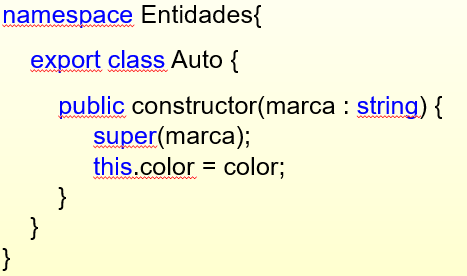 namespace Entidades{
export class Auto {
public constructor(marca : string) {
super(marca);
this.color = color;
}
}
}